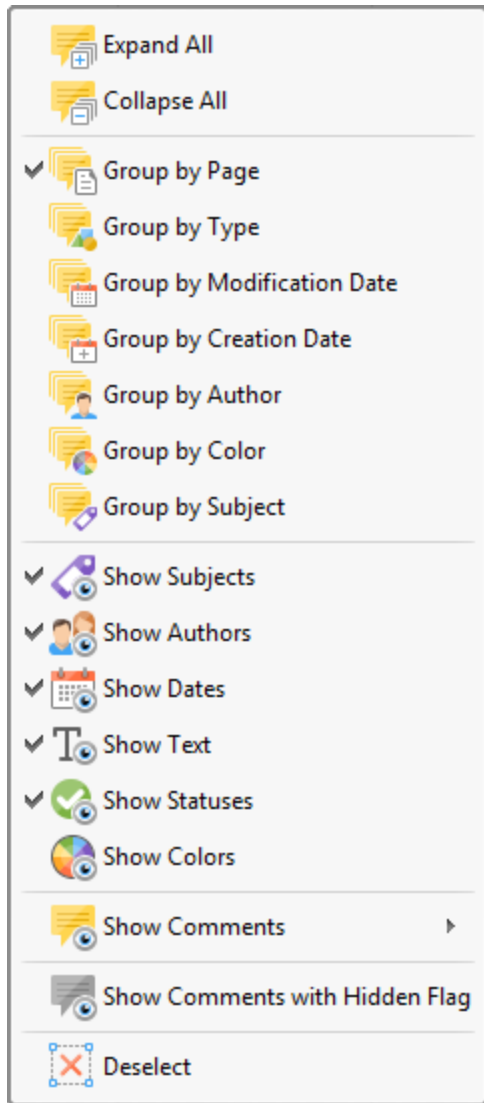 Expand All
Collapse All
Group by Page
Group by Type
Group by Modification Date
Group by Creation Date
Group by Author
Group by Color
Group by Subject
Show Subjects
Show Authors
Show Dates
Show Text
Show Statuses
Show Colors
Show Comments
Show Comments with Hidden Flag
Deselect